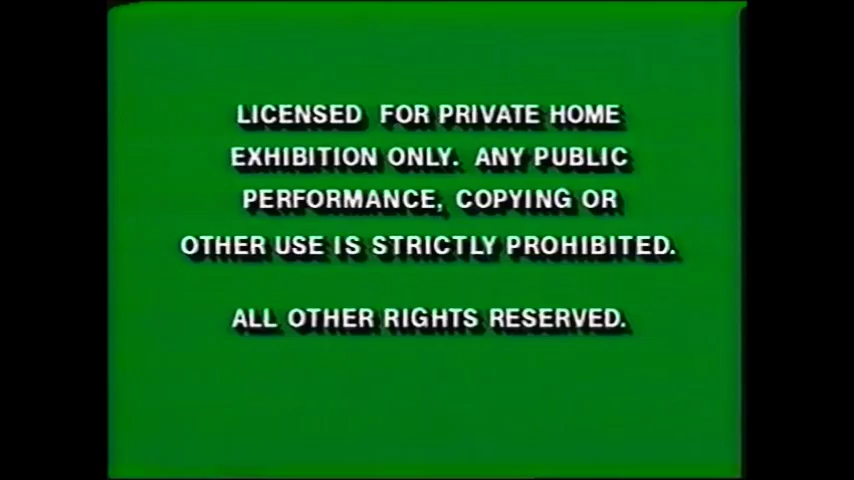 LICENSED FOR PRIVATE HOME
EXHIBITION ONLY. ANY PUBLIC
PERFORMANCE, COPYING OR
OTHER USE IS STRICTLY PROHIBITED.
ALL OTHER RIGHTS RESERVED.